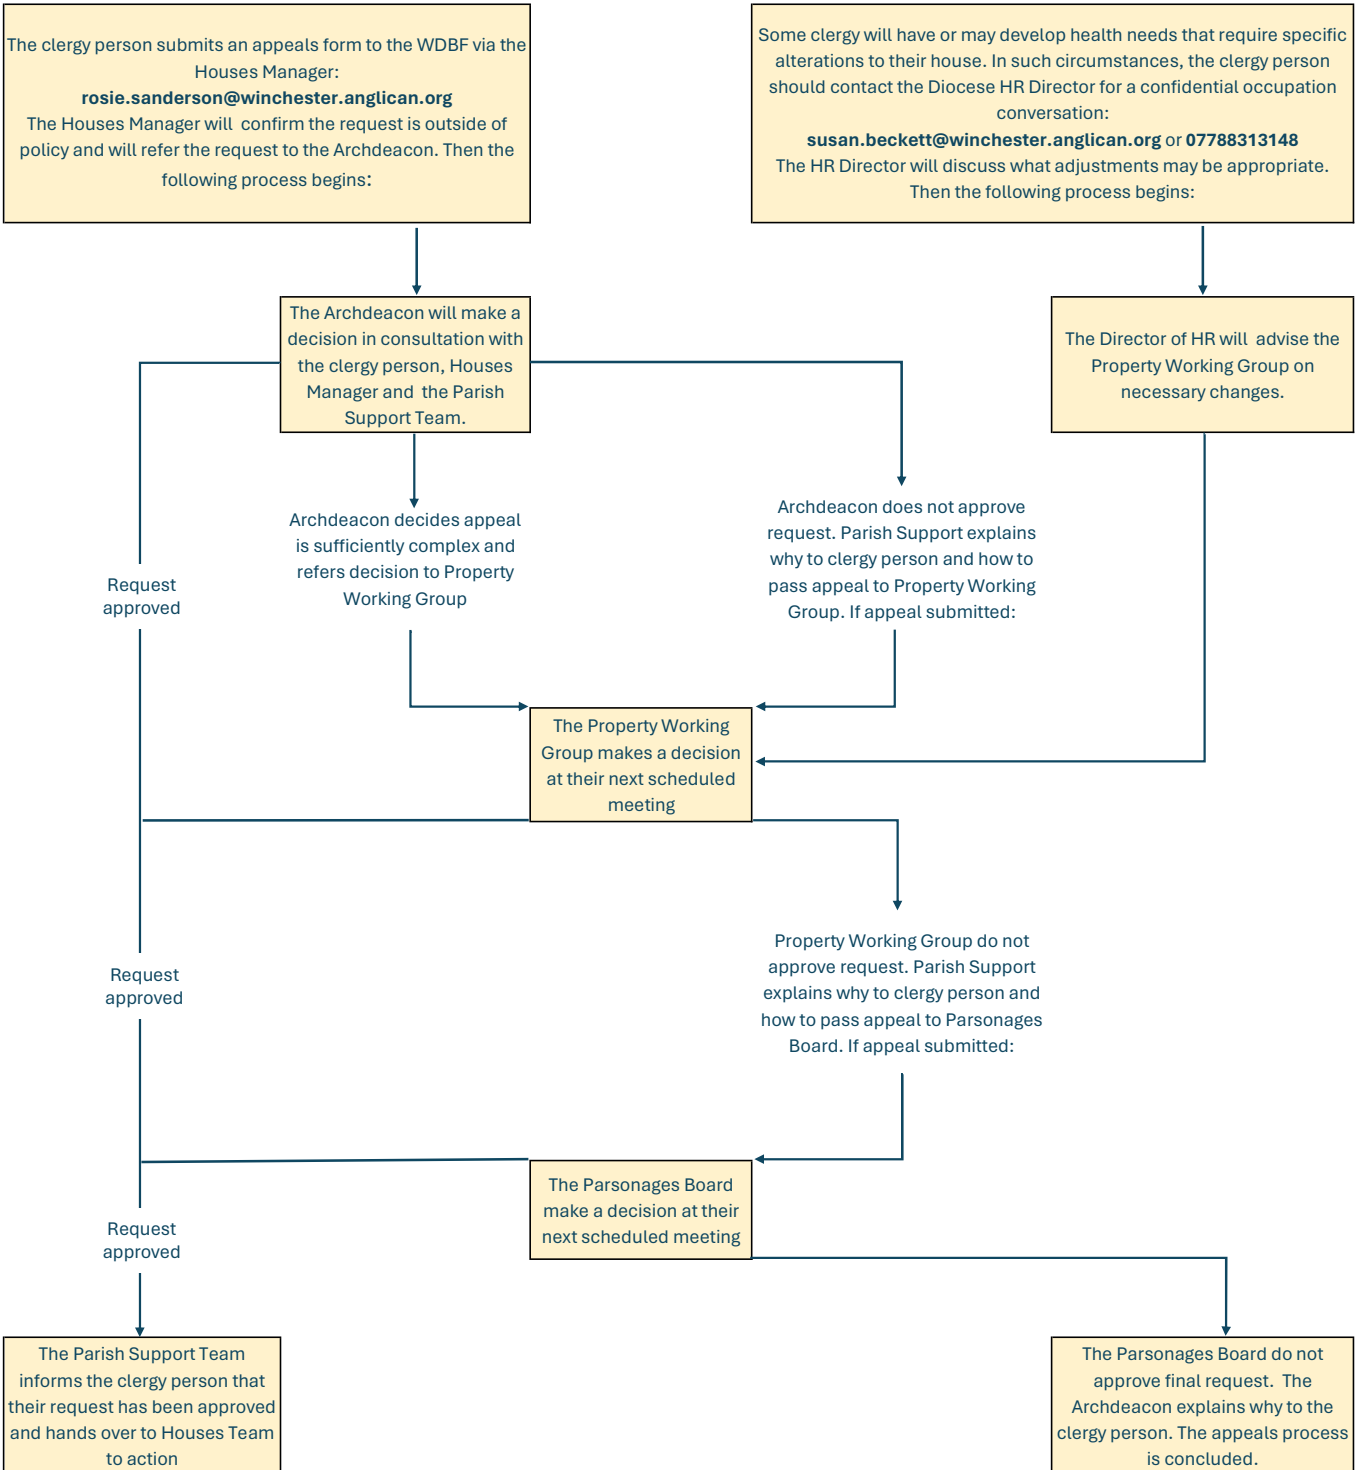 The clergy person submits an appeals form to the WDBF via the
Houses Manager:
rosie.sanderson@winchester.anglican.org
The Houses Manager will confirm the request is outside of
policy and will refer the request to the Archdeacon. Then the
following process begins:
Some clergy will have or may develop health needs that require specific
alterations to their house. In such circumstances, the clergy person
should contact the Diocese HR Director for a confidential occupation
conversation:
susan.beckett@winchester.anglican.org or 07788313148
The HR Director will discuss what adjustments may be appropriate.
Then the following process begins:
The Archdeacon will make a
decision in consultation with
the clergy person, Houses
Manager and the Parish
Support Team.
The Director of HR will advise the
Property Working Group on
necessary changes.
Archdeacon decides appeal
is sufficiently complex and
refers decision to Property
Working Group
Archdeacon does not approve
request. Parish Support explains
why to clergy person and how to
pass appeal to Property Working
Group. If appeal submitted:
Request
approved
The Property Working
Group makes a decision
at their next scheduled
meeting
Property Working Group do not
approve request. Parish Support
explains why to clergy person and
how to pass appeal to Parsonages
Board. If appeal submitted:
Request
approved
The Parsonages Board
make a decision at their
next scheduled meeting
Request
approved
The Parish Support Team
informs the clergy person that
their request has been approved
and hands over to Houses Team
to action
The Parsonages Board do not
approve final request. The
Archdeacon explains why to the
clergy person. The appeals process
is concluded.